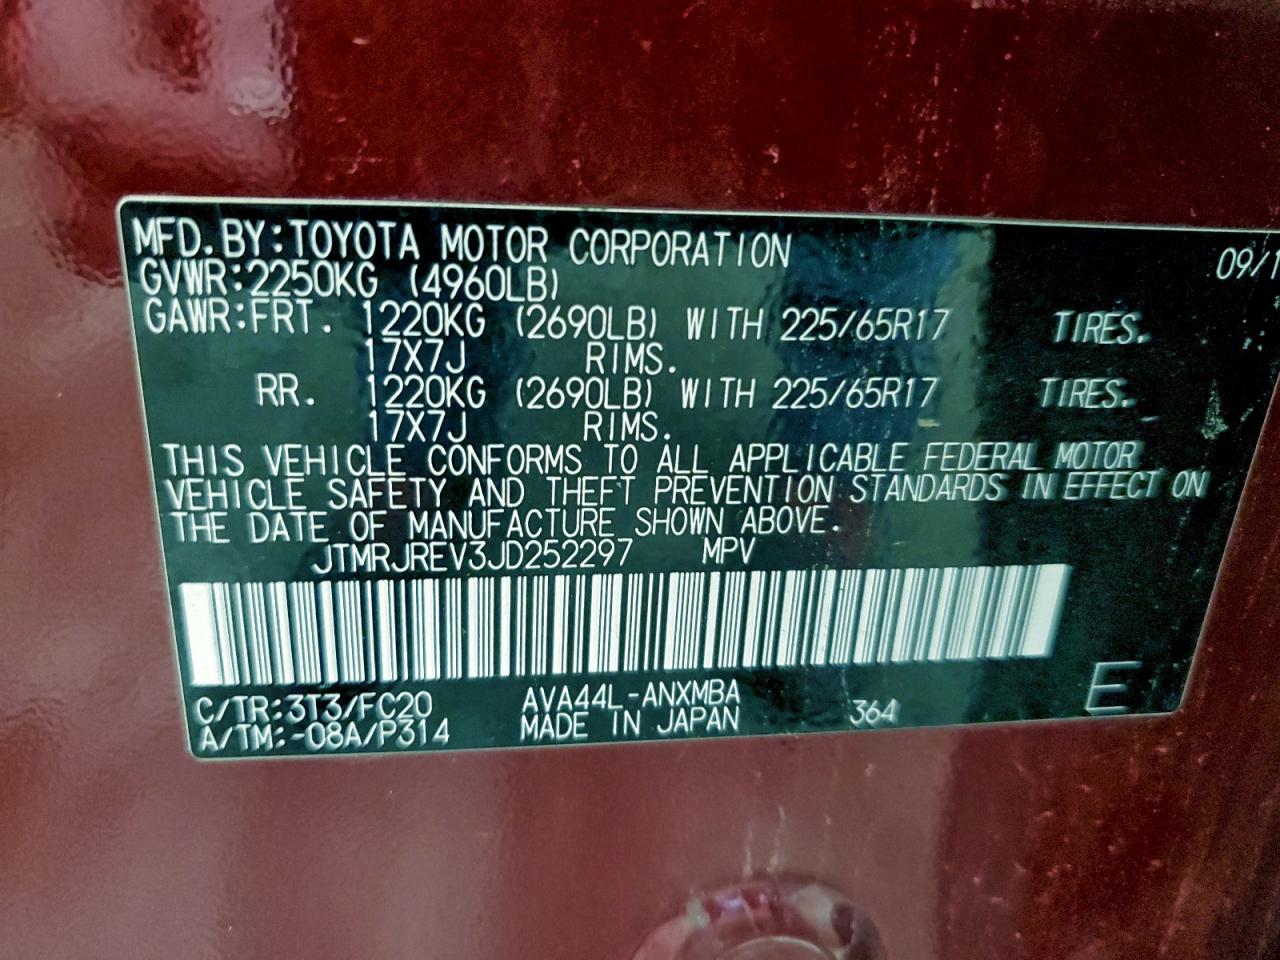 MFD. BY: TOYOTA MOTOR CORPORATION 09/1
GVWR: 2250KG (4960LB)
GAWR: FRT. 1220KG (2690LB) WITH 225/65R17 TIRES.
17X7J RIMS.
RR. 1220KG (2690LB) WITH 225/65R17 TIRES.
17X7J RIMS.
THIS VEHICLE CONFORMS TO ALL APPLICABLE FEDERAL MOTOR
VEHICLE SAFETY AND THEFT PREVENTION STANDARDS IN EFFECT ON
THE DATE OF MANUFACTURE SHOWN ABOVE.
JTMRJREV3JD252297 MPV
C/TR: 3T3/FC20 AVA44L-ANXMBA
A/TM: -08A/P314 MADE IN JAPAN 364 E